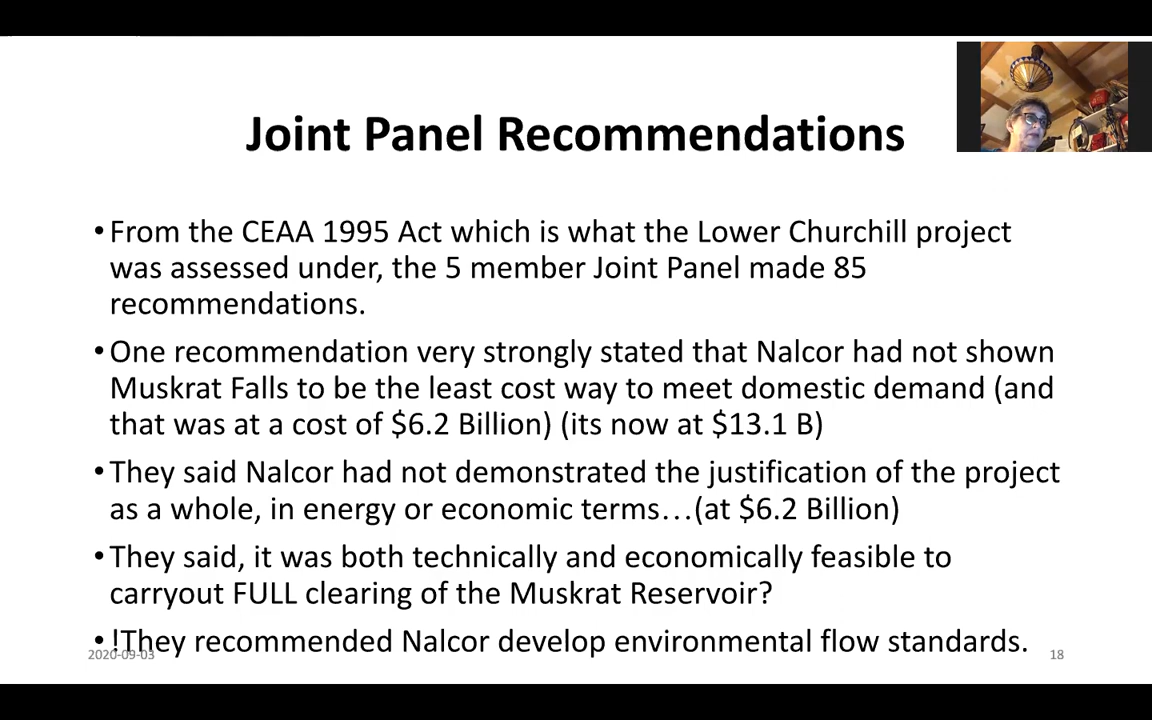 Joint Panel Recommendations
•From the CEAA 1995 Act which is what the Lower Churchill project
was assessed under, the 5 member Joint Panel made 85
recommendations.
•One recommendation very strongly stated that Nalcor had not shown
Muskrat Falls to be the least cost way to meet domestic demand (and
that was at a cost of $6.2 Billion) (its now at $13.1 B)
•They said Nalcor had not demonstrated the justification of the project
as a whole, in energy or economic terms…(at $6.2 Billion)
•They said, it was both technically and economically feasible to
carryout FULL clearing of the Muskrat Reservoir?
•!They recommended Nalcor develop environmental flow standards.
2020-09-03
18